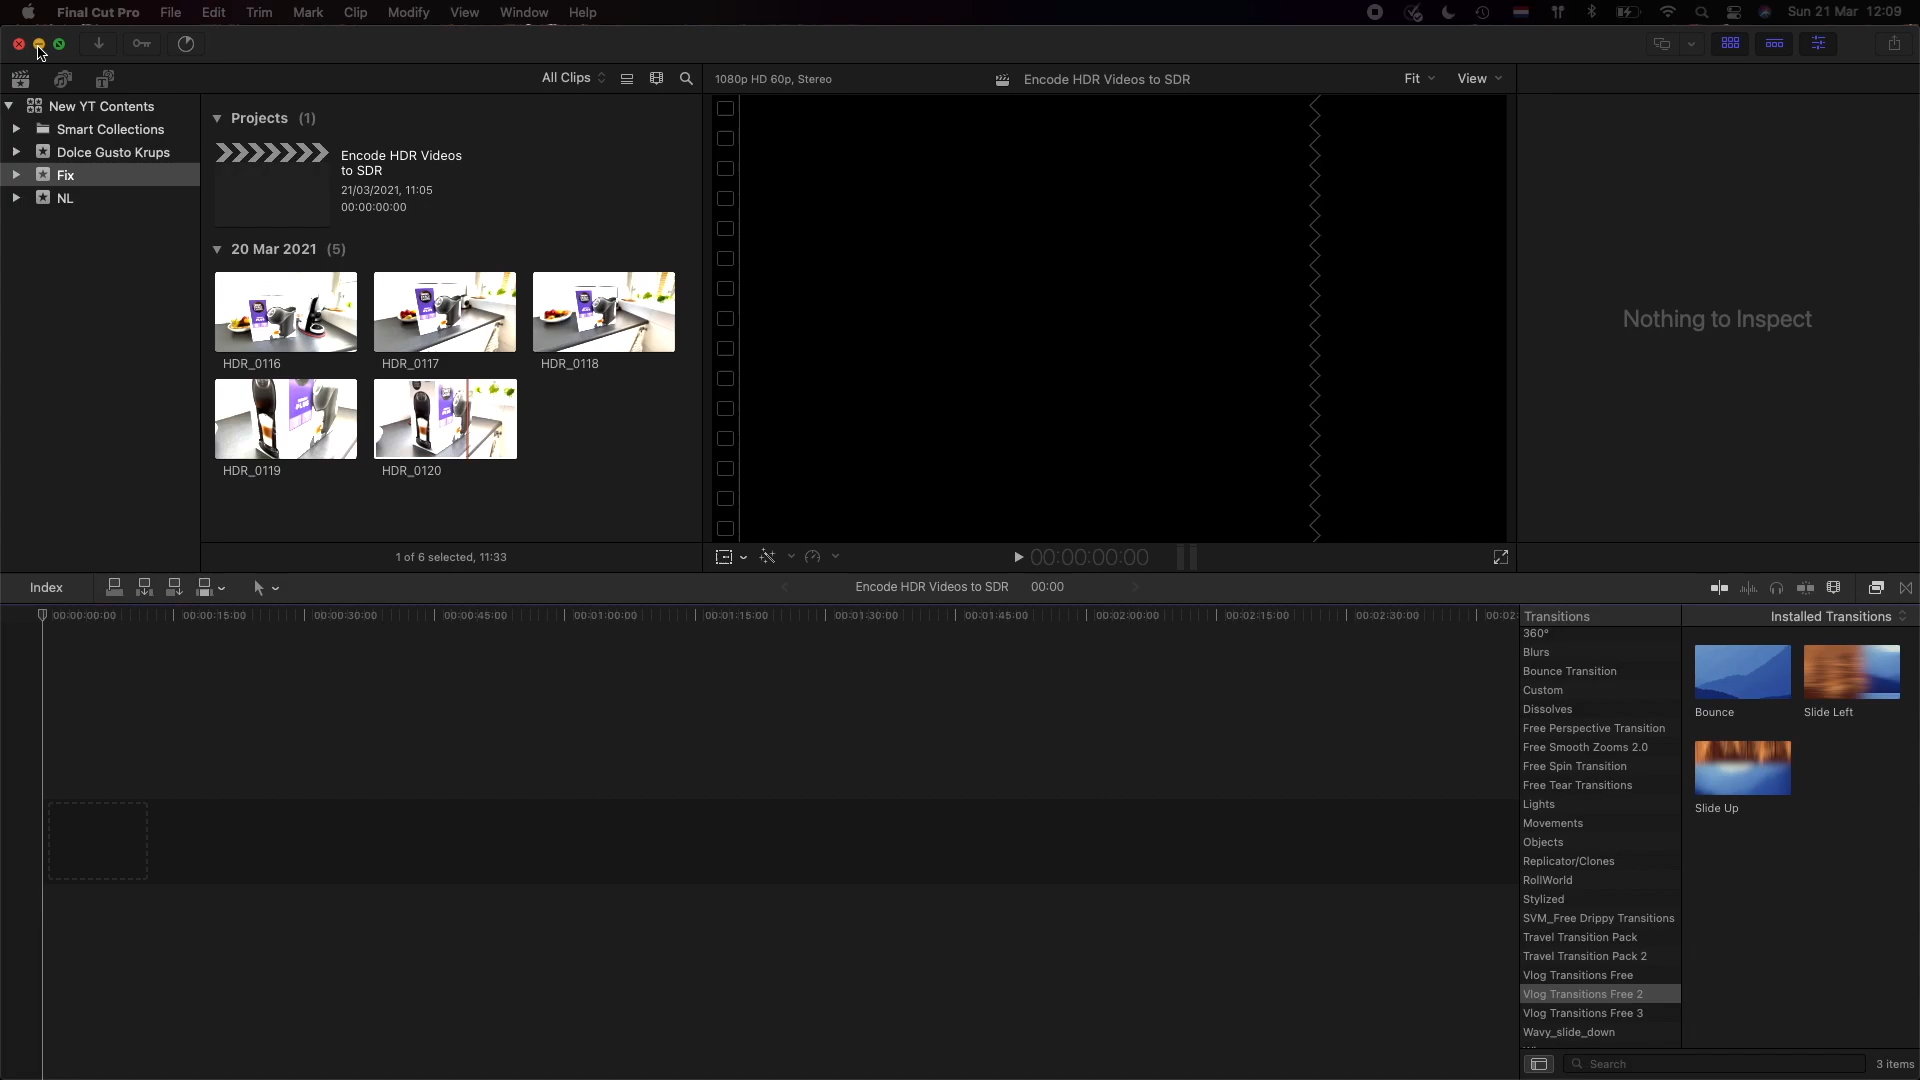 Final Cut Pro File Edit Trim Mark Clip Modify View Window Help Sun 21 Mar 12:09
All Clips 1080p HD 60p, Stereo Encode HDR Videos to SDR Fit View
New YT Contents
Smart Collections
Dolce Gusto Krups
Fix
NL
Projects (1)
Encode HDR Videos
to SDR
21/03/2021, 11:05
00:00:00:00
20 Mar 2021 (5)
HDR_0116 HDR_0117 HDR_0118
HDR_0119 HDR_0120
Nothing to Inspect
1 of 6 selected, 11:33
00:00:00:00
Index Encode HDR Videos to SDR 00:00
00:00:00:00 00:00:15:00 00:00:30:00 00:00:45:00 00:01:00:00 00:01:15:00 00:01:30:00 00:01:45:00 00:02:00:00 00:02:15:00 00:02:30:00 00:02:
Transitions Installed Transitions
360°
Blurs
Bounce Transition
Custom
Dissolves
Free Perspective Transition
Free Smooth Zooms 2.0
Free Spin Transition
Free Tear Transitions
Lights
Movements
Objects
Replicator/Clones
RollWorld
Stylized
SVM_Free Drippy Transitions
Travel Transition Pack
Travel Transition Pack 2
Vlog Transitions Free
Vlog Transitions Free 2
Vlog Transitions Free 3
Wavy_slide_down
Bounce Slide Left
Slide Up
Search 3 items